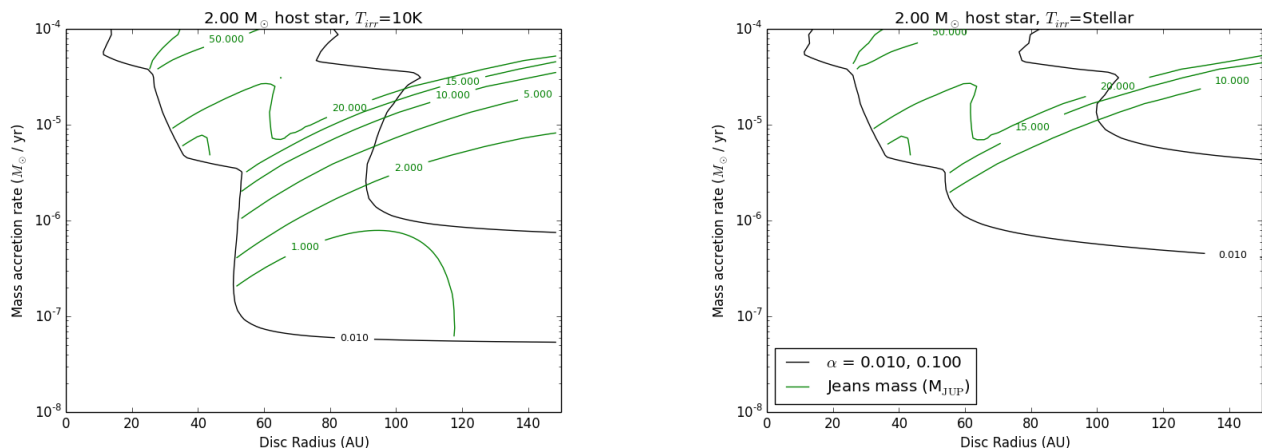 2.00 M☉ host star, T_irr=10K
10⁻⁴
10⁻⁵
10⁻⁶
10⁻⁷
10⁻⁸
Mass accretion rate (M☉ / yr)
50.000
15.000
20.000
10.000
5.000
2.000
1.000
0.010
0 20 40 60 80 100 120 140
Disc Radius (AU)
2.00 M☉ host star, T_irr=Stellar
10⁻⁴
10⁻⁵
10⁻⁶
10⁻⁷
10⁻⁸
Mass accretion rate (M☉ / yr)
50.000
20.000
10.000
15.000
0.010
α = 0.010, 0.100
Jeans mass (M_JUP)
0 20 40 60 80 100 120 140
Disc Radius (AU)